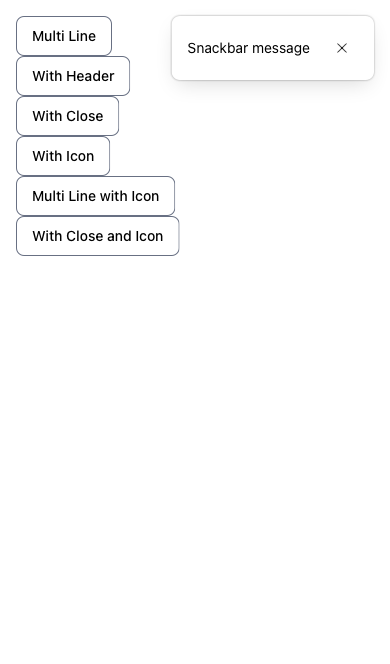 Multi Line
Snackbar message
With Header
With Close
With Icon
Multi Line with Icon
With Close and Icon